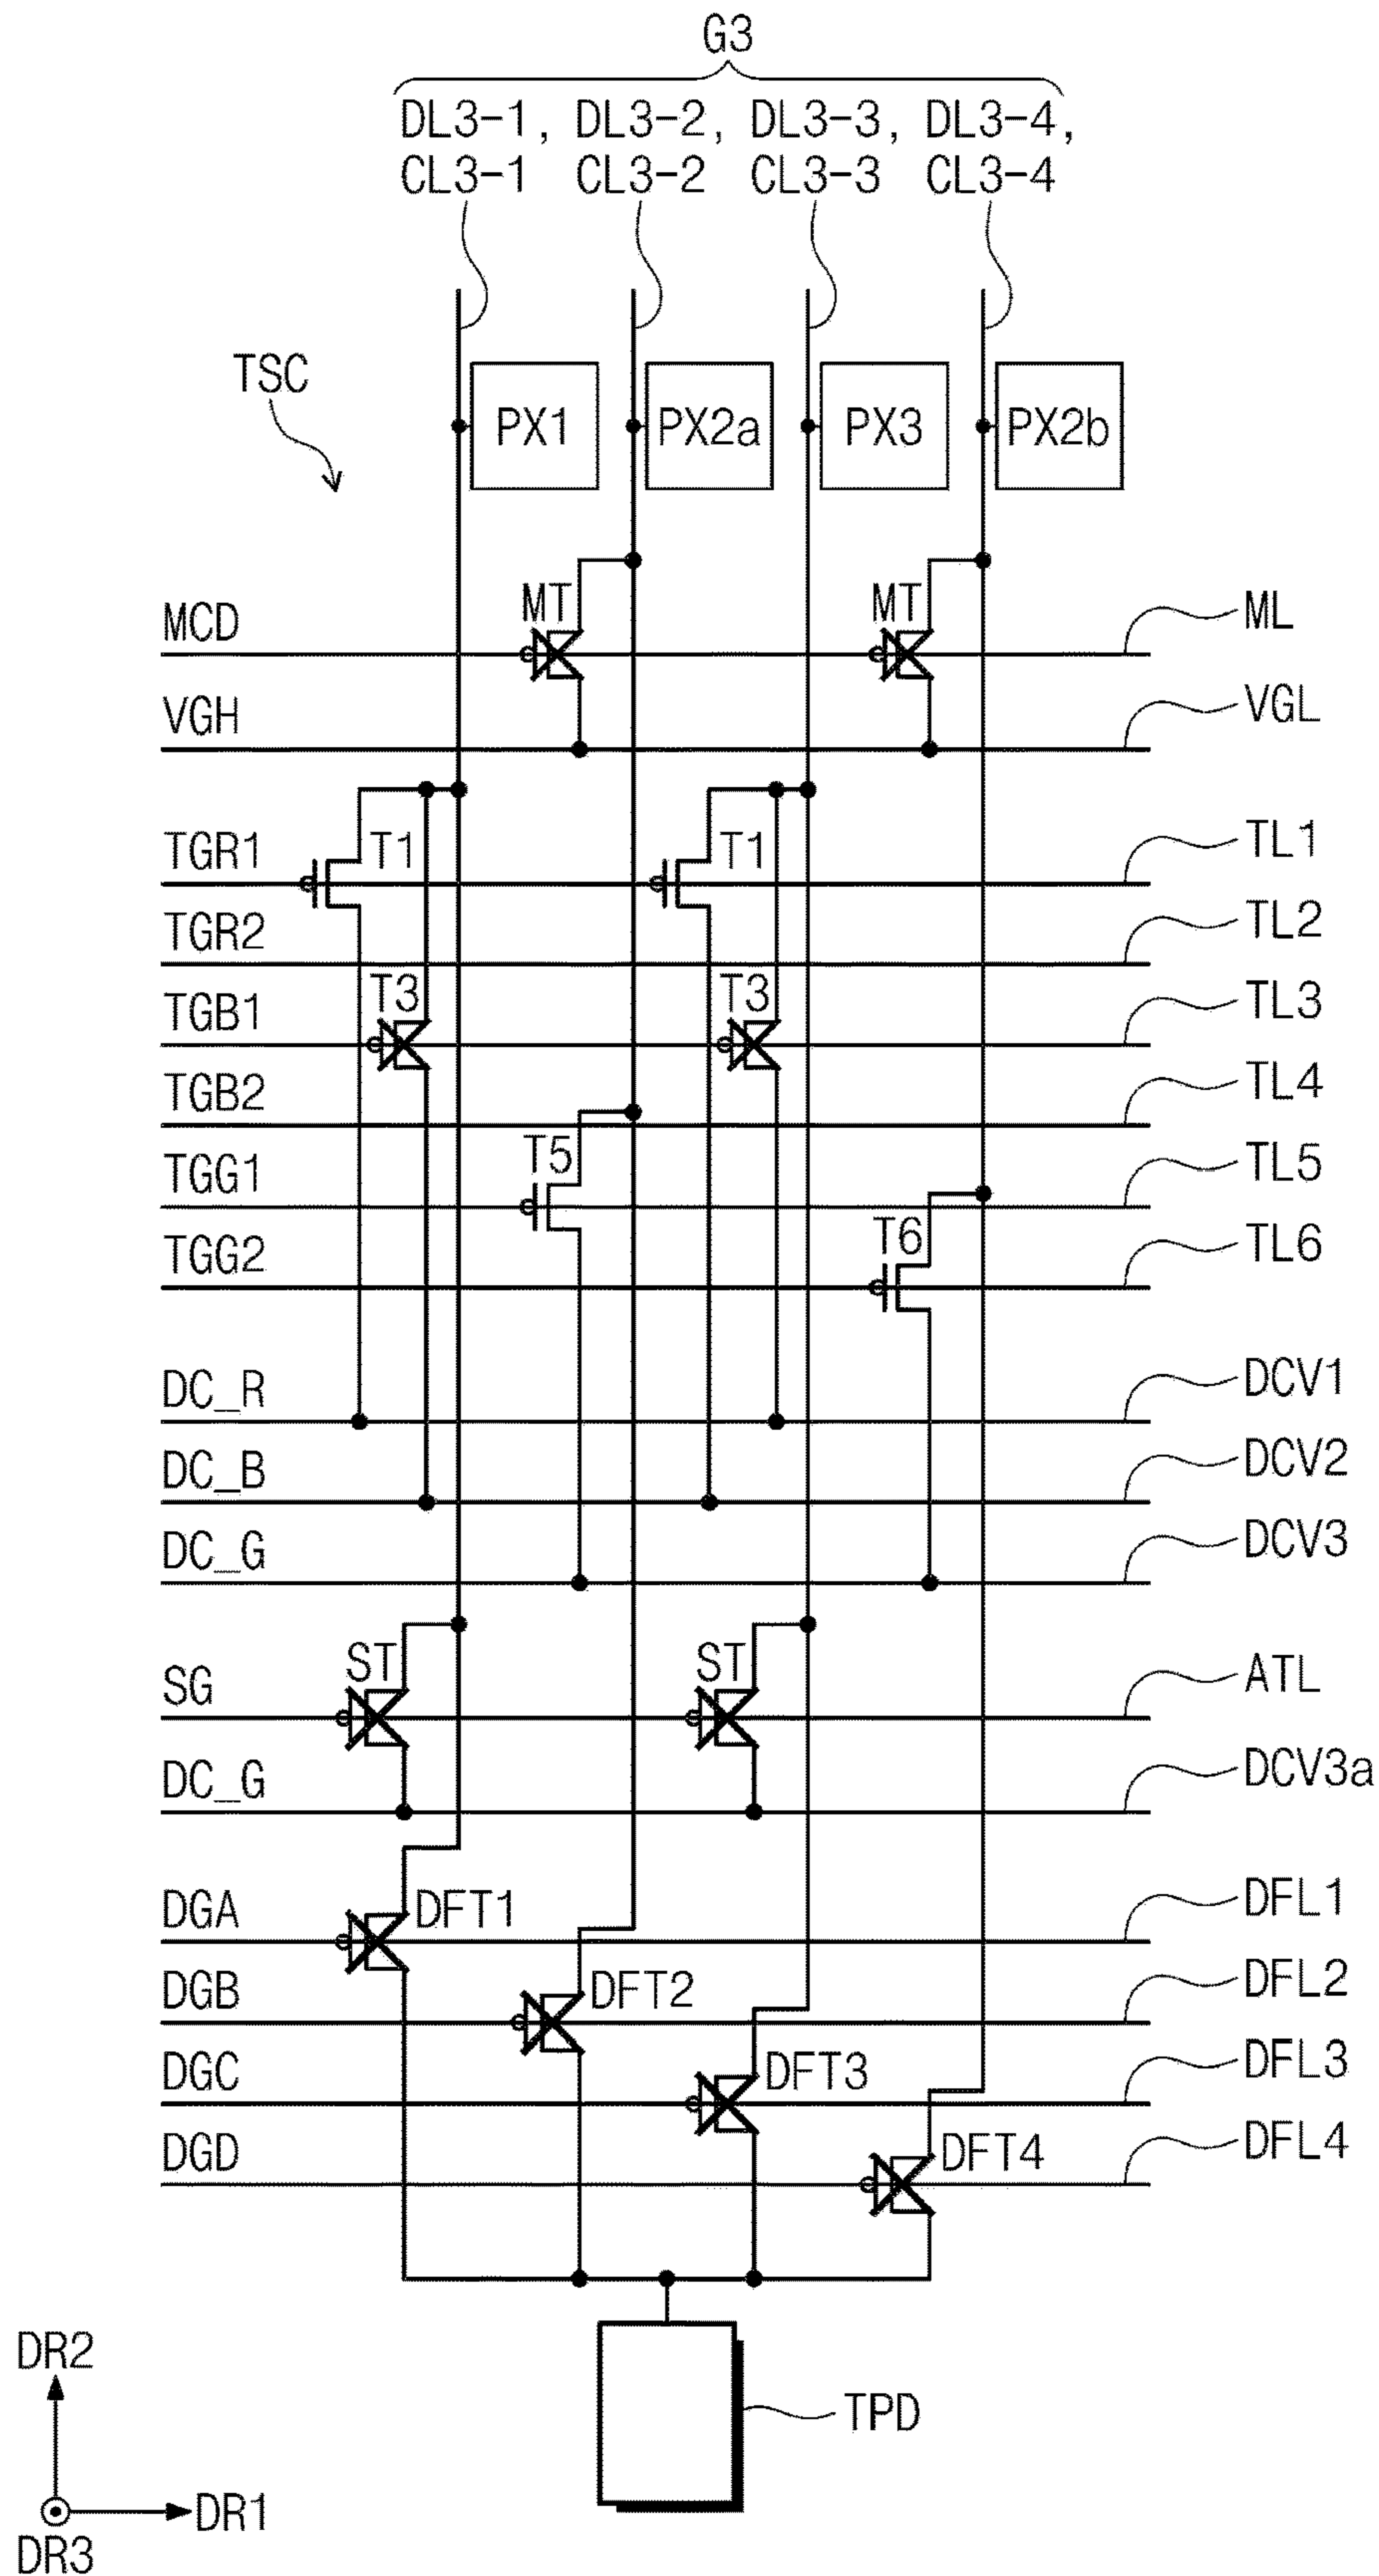 G3
DL3-1, DL3-2, DL3-3, DL3-4,
CL3-1 CL3-2 CL3-3 CL3-4
TSC
PX1 PX2a PX3 PX2b
MT MT
MCD ML
VGH VGL
T1 T1
TGR1 TL1
TGR2 TL2
T3 T3
TGB1 TL3
TGB2 TL4
T5
TGG1 TL5
T6
TGG2 TL6
DC_R DCV1
DC_B DCV2
DC_G DCV3
ST ST
SG ATL
DC_G DCV3a
DGA DFT1 DFL1
DGB DFT2 DFL2
DGC DFT3 DFL3
DGD DFT4 DFL4
DR2
TPD
DR1
DR3